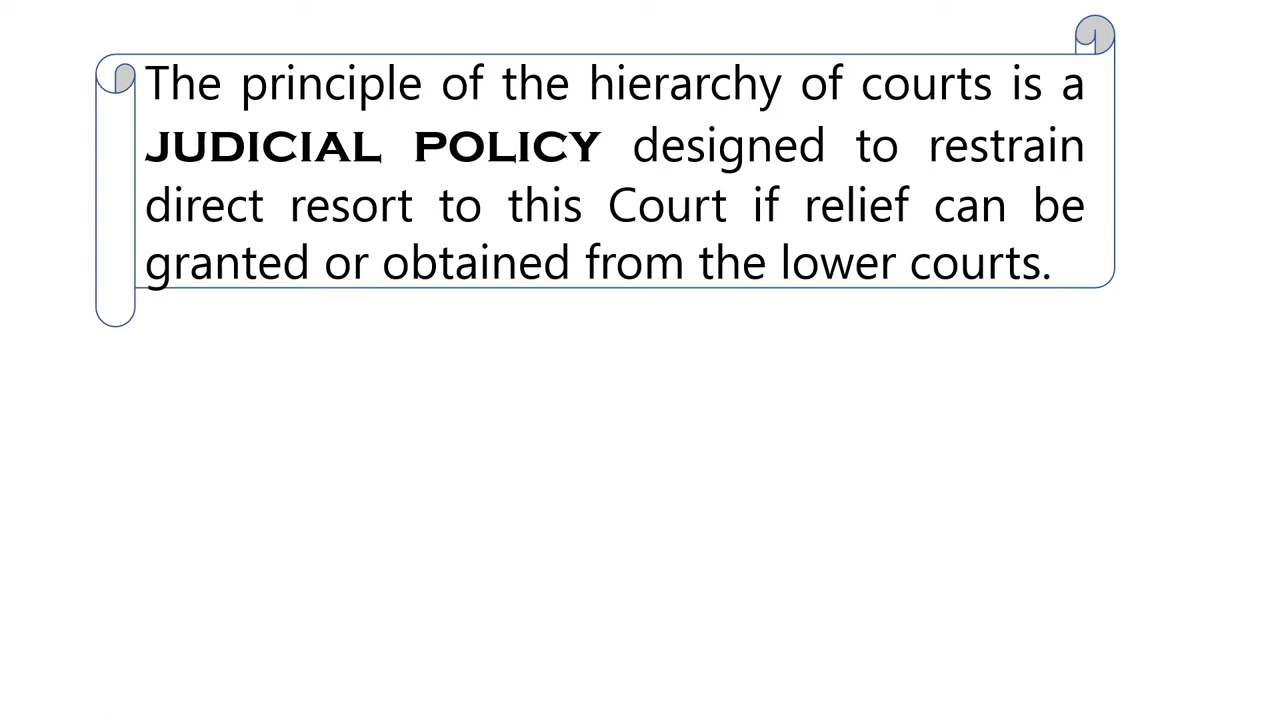 The principle of the hierarchy of courts is a
JUDICIAL POLICY designed to restrain
direct resort to this Court if relief can be
granted or obtained from the lower courts.